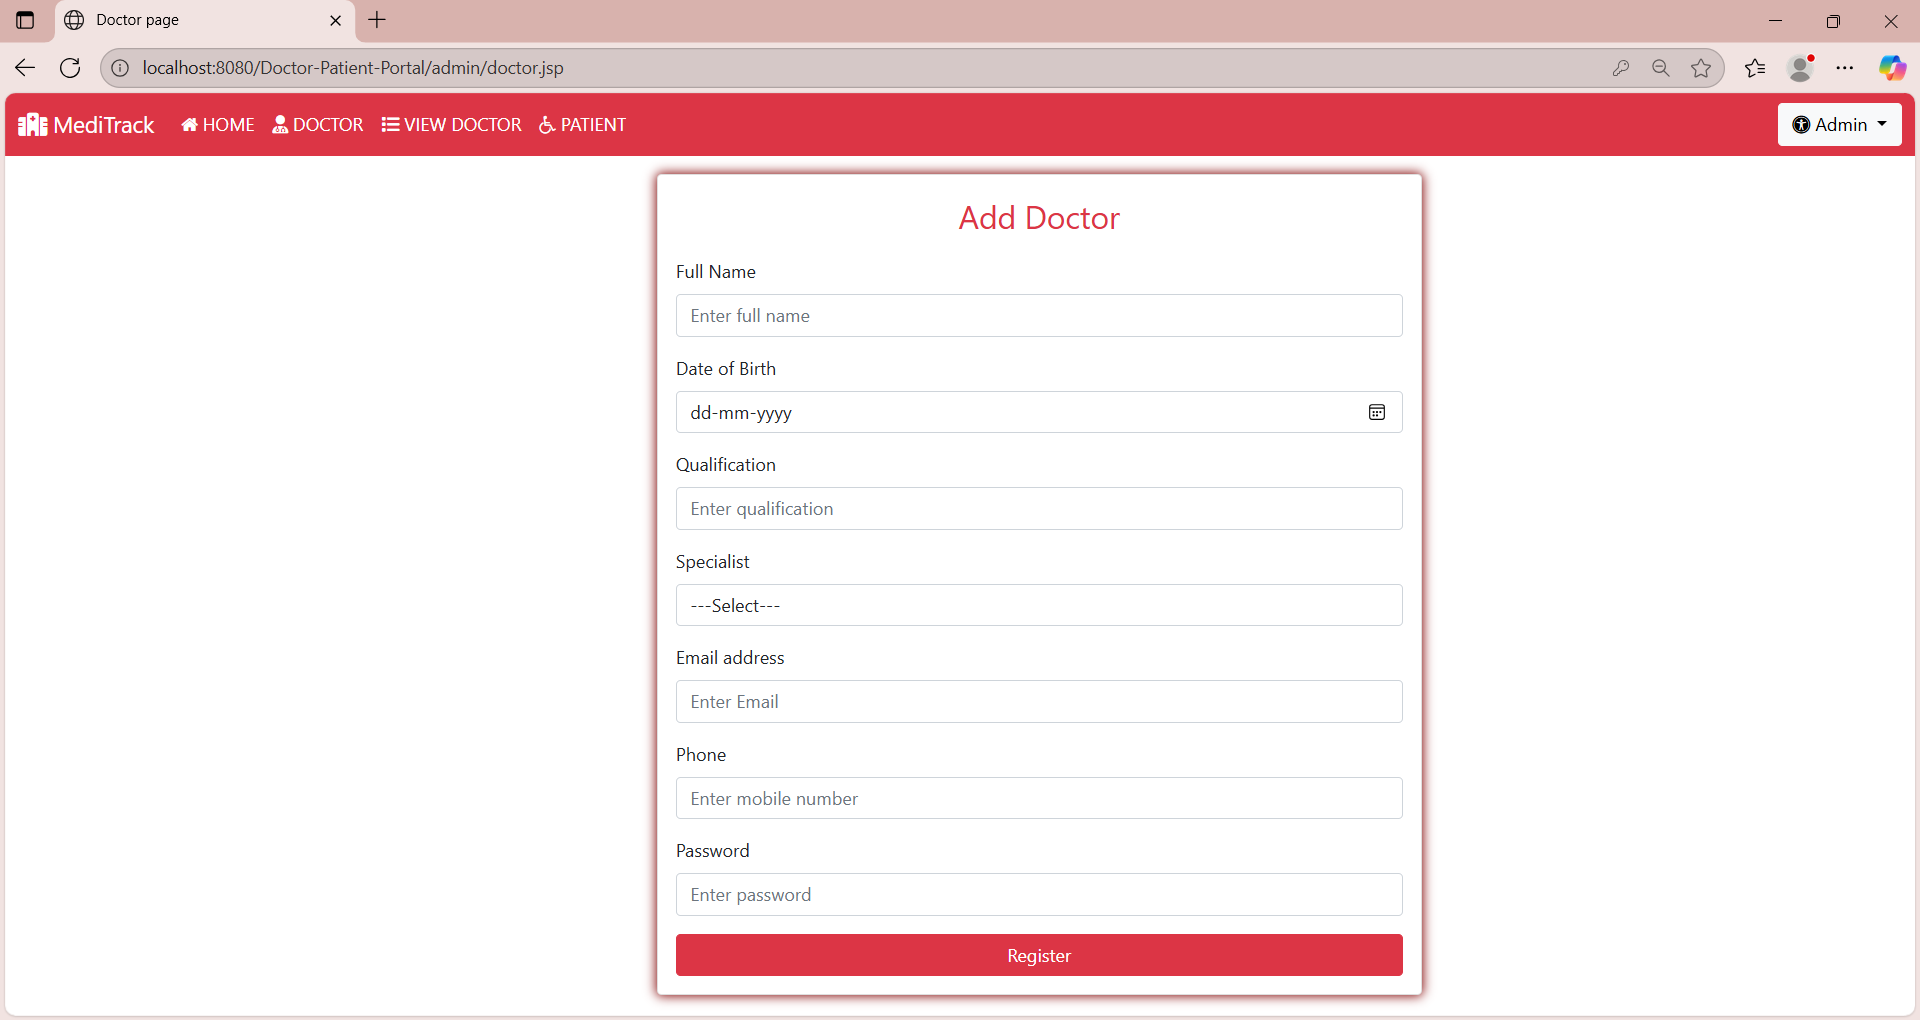 Doctor page
localhost:8080/Doctor-Patient-Portal/admin/doctor.jsp
MediTrack HOME DOCTOR VIEW DOCTOR PATIENT Admin
Add Doctor
Full Name
Enter full name
Date of Birth
dd-mm-yyyy
Qualification
Enter qualification
Specialist
---Select---
Email address
Enter Email
Phone
Enter mobile number
Password
Enter password
Register